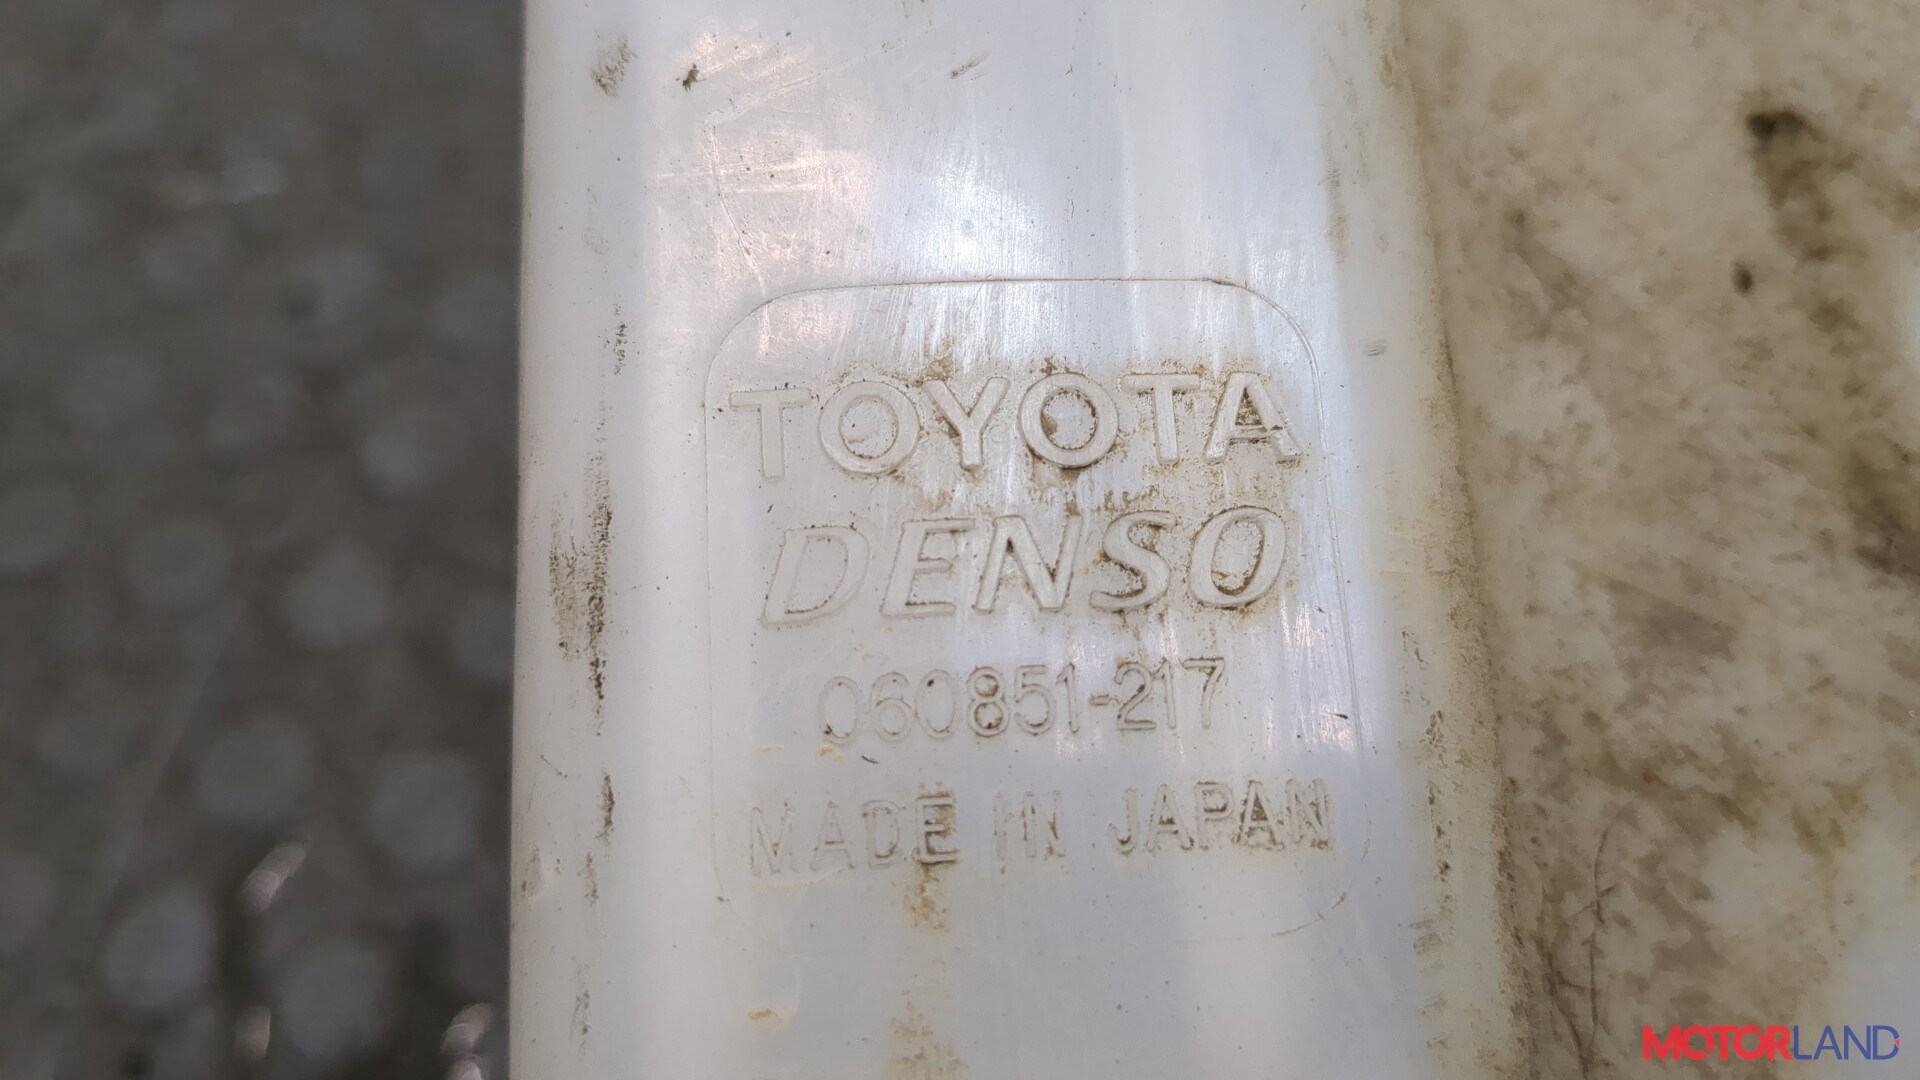 TOYOTA
DENSO
060851-217
MADE IN JAPAN
MOTORLAND